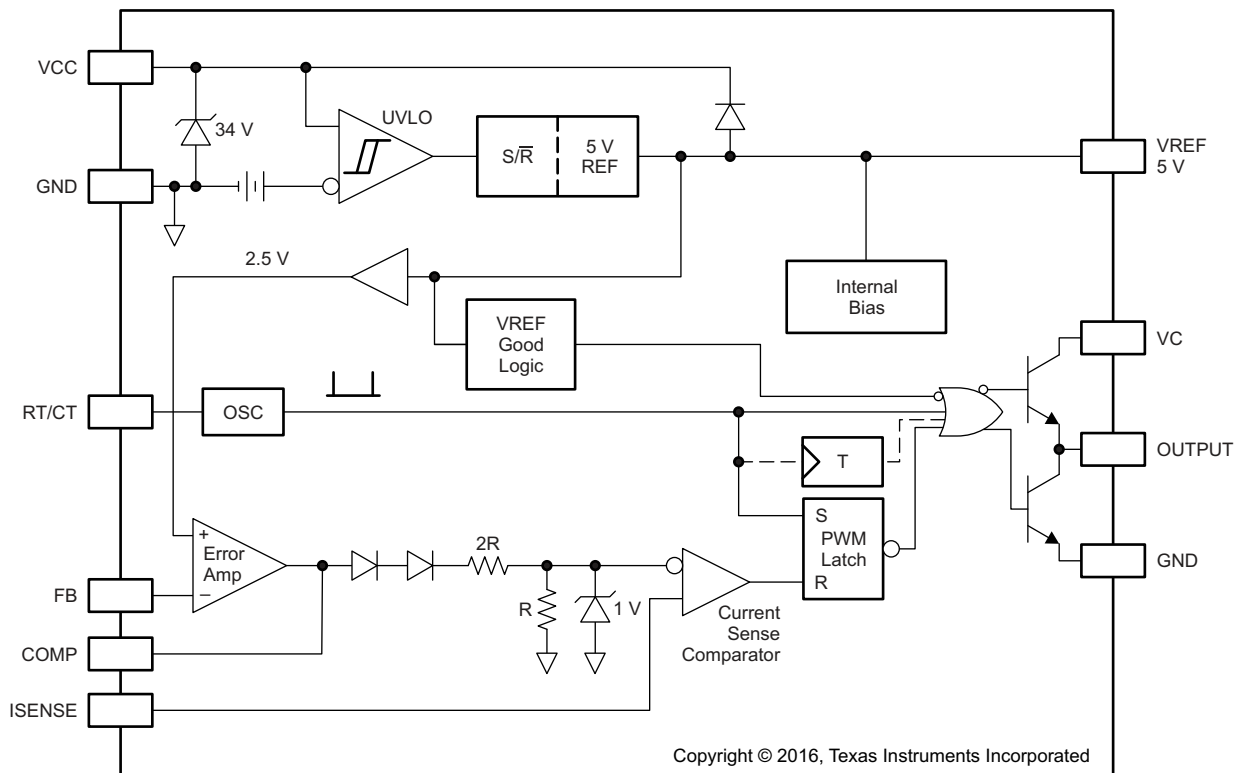 VCC
UVLO
34 V
S/R̅
5 V
REF
VREF
5 V
GND
2.5 V
Internal
Bias
VREF
Good
Logic
VC
RT/CT
OSC
T
OUTPUT
S
PWM
Latch
R
+
Error
Amp
−
2R
R
1 V
GND
FB
Current
Sense
Comparator
COMP
ISENSE
Copyright © 2016, Texas Instruments Incorporated